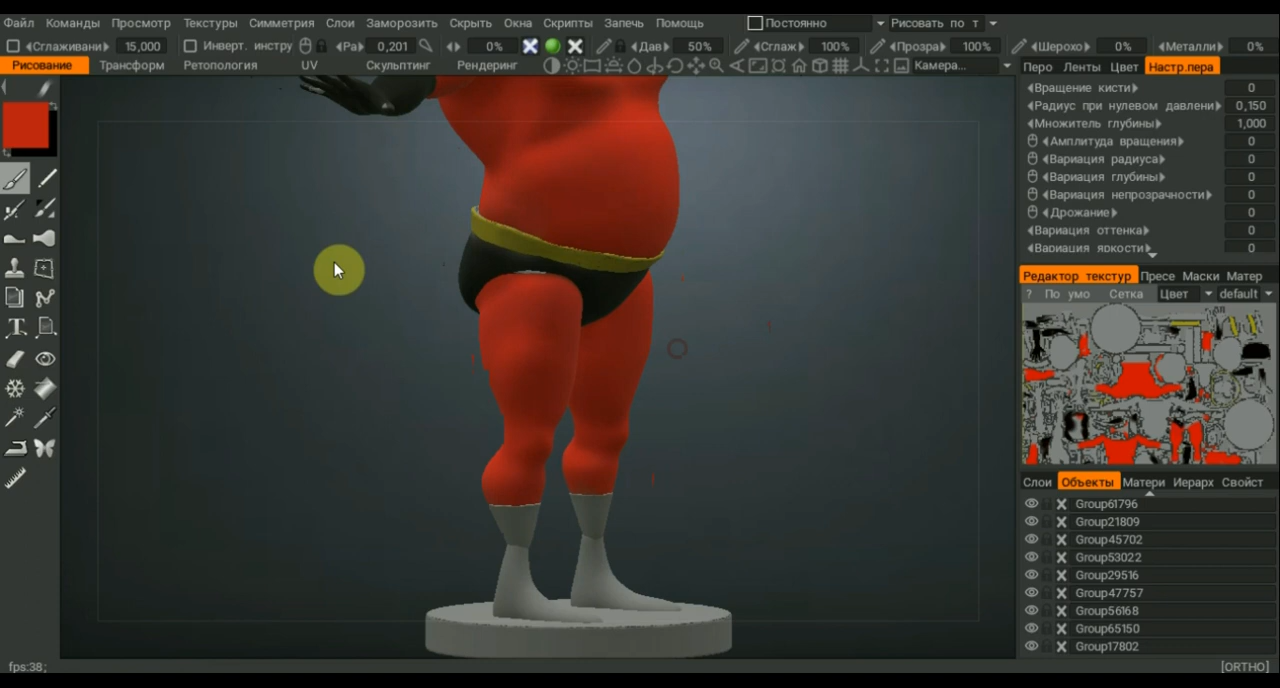 Файл Команды Просмотр Текстуры Симметрия Слои Заморозить Скрыть Окна Скрипты Запечь Помощь Постоянно Рисовать по т
Сглаживани 15,000 Инверт. инстру Ра 0,201 0% Дав 50% Сглаж 100% Прозра 100% Шерохо 0% Металли 0%
Рисование Трансформ Ретопология UV Скульптинг Рендеринг Камера...
Перо Ленты Цвет Настр.пера
Вращение кисти 0
Радиус при нулевом давлени 0,150
Множитель глубины 1,000
Амплитуда вращения 0
Вариация радиуса 0
Вариация глубины 0
Вариация непрозрачности 0
Дрожание 0
Вариация оттенка 0
Вариация яркости 0
Редактор текстур Пресе Маски Матер
? По умо Сетка Цвет default
Слои Объекты Матери Иерарх Свойст
Group61796
Group21809
Group45702
Group53022
Group29516
Group47757
Group56168
Group65150
Group17802
fps:38; [ORTHO]